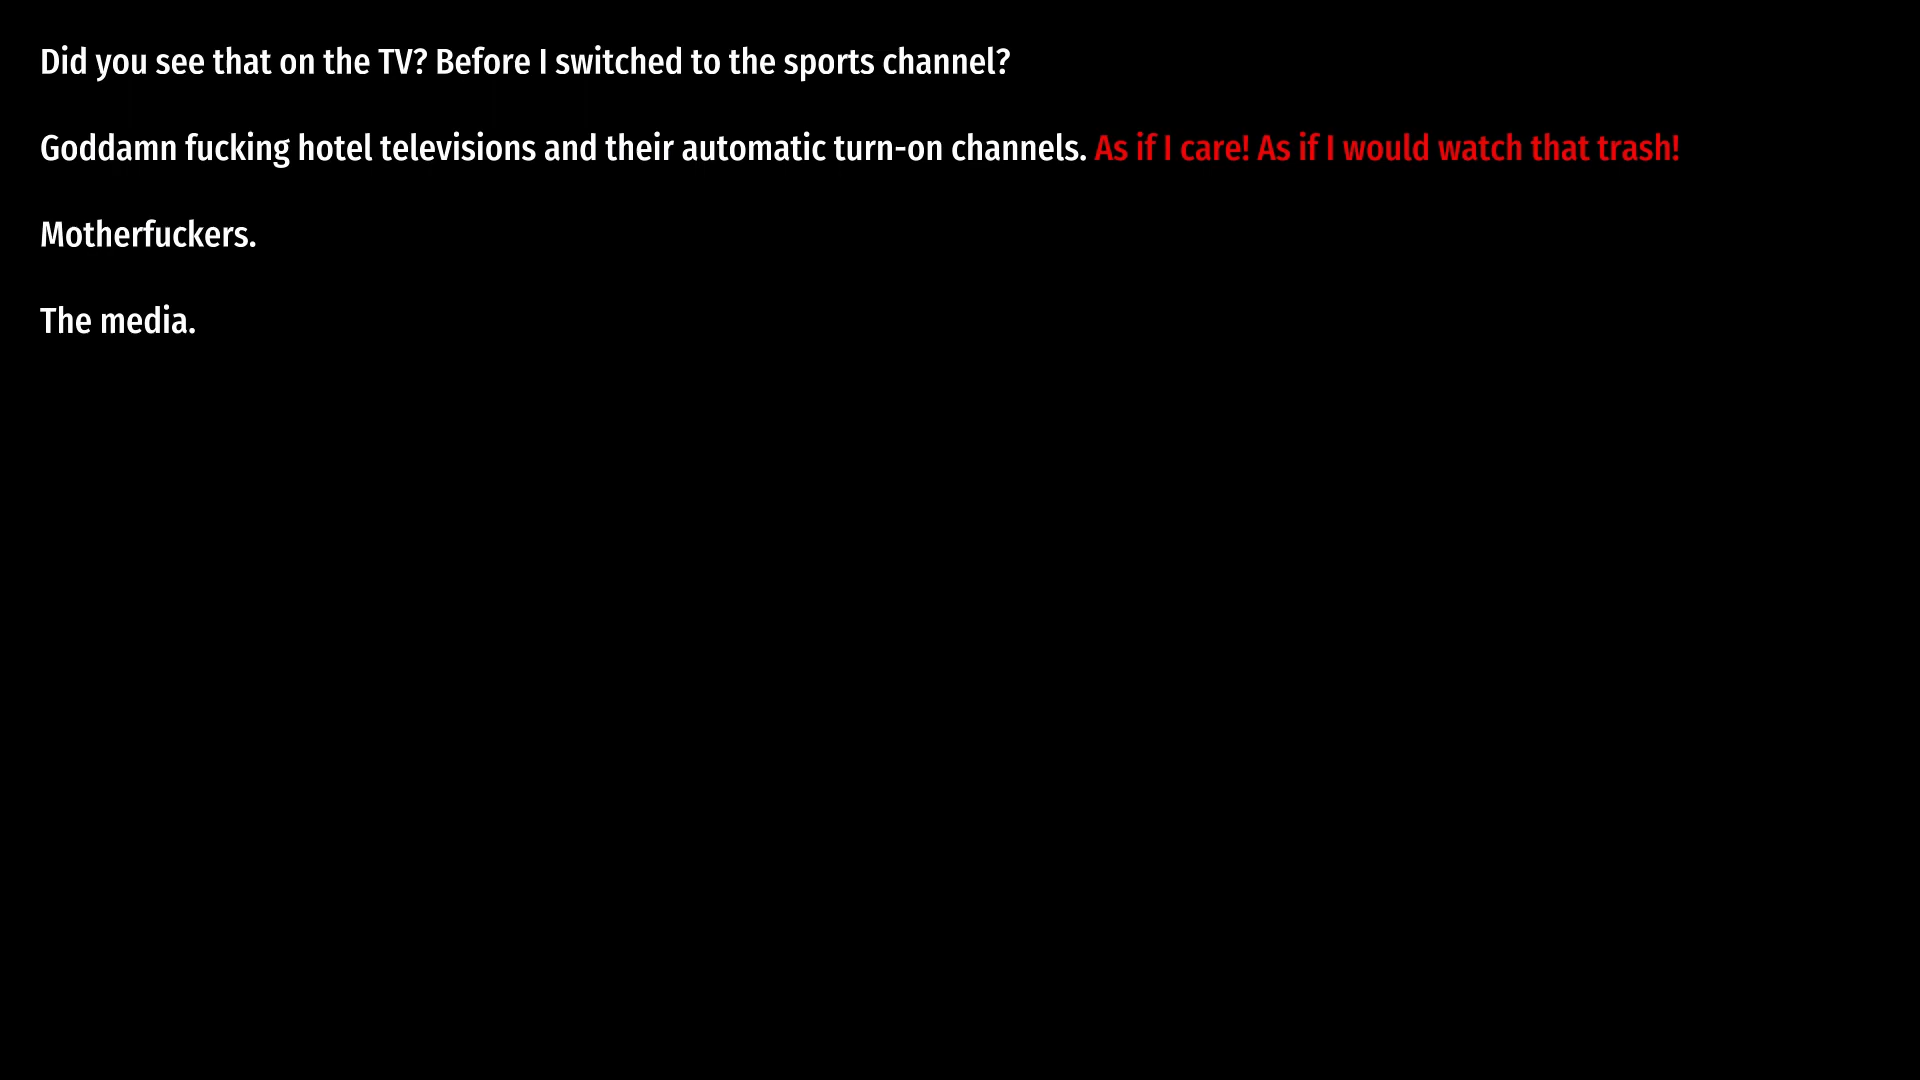 Did you see that on the TV? Before I switched to the sports channel?
Goddamn fucking hotel televisions and their automatic turn-on channels. As if I care! As if I would watch that trash!
Motherfuckers.
The media.